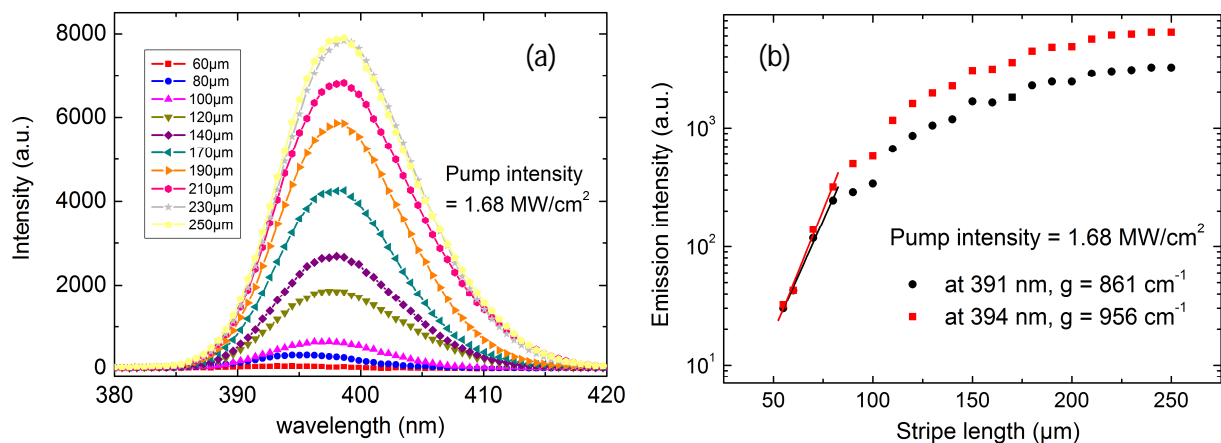 (a)
8000
6000
4000
2000
0
Intensity (a.u.)
60µm
80µm
100µm
120µm
140µm
170µm
190µm
210µm
230µm
250µm
Pump intensity
= 1.68 MW/cm²
380 390 400 410 420
wavelength (nm)
(b)
10³
10²
10¹
Emission intensity (a.u.)
Pump intensity = 1.68 MW/cm²
at 391 nm, g = 861 cm⁻¹
at 394 nm, g = 956 cm⁻¹
50 100 150 200 250
Stripe length (µm)